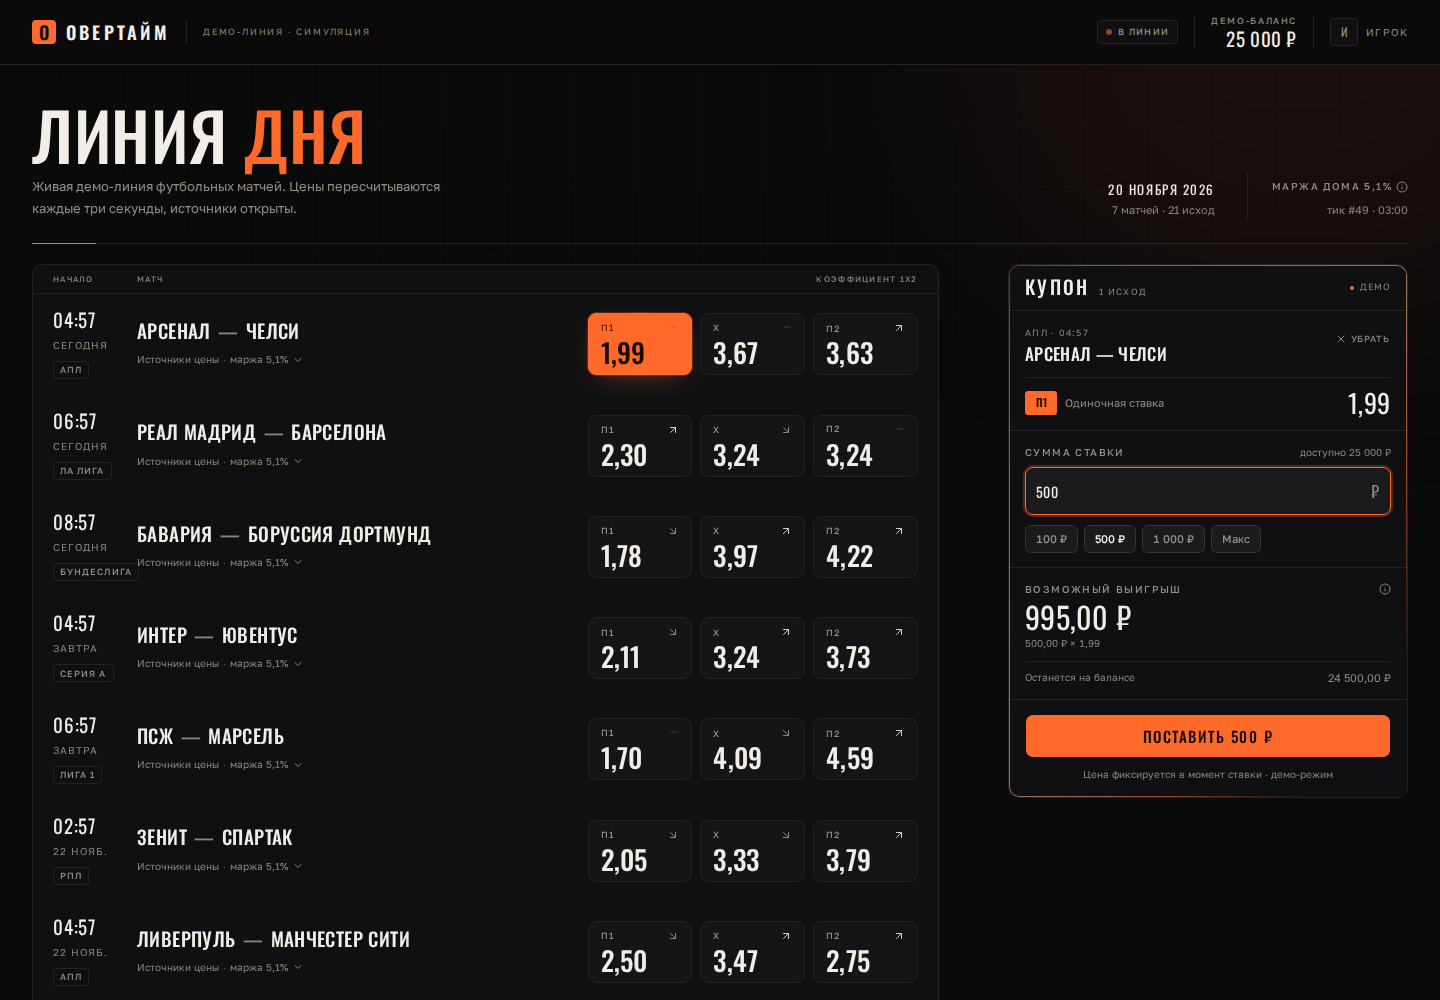 О ОВЕРТАЙМ ДЕМО-ЛИНИЯ · СИМУЛЯЦИЯ
В ЛИНИИ
ДЕМО-БАЛАНС
25 000 ₽
И ИГРОК
ЛИНИЯ ДНЯ
Живая демо-линия футбольных матчей. Цены пересчитываются
каждые три секунды, источники открыты.
20 НОЯБРЯ 2026
7 матчей · 21 исход
МАРЖА ДОМА 5,1%
тик #49 · 03:00
НАЧАЛО МАТЧ КОЭФФИЦИЕНТ 1X2
04:57
СЕГОДНЯ
АПЛ
АРСЕНАЛ — ЧЕЛСИ
Источники цены · маржа 5,1%
П1 X П2
1,99 3,67 3,63
06:57
СЕГОДНЯ
ЛА ЛИГА
РЕАЛ МАДРИД — БАРСЕЛОНА
Источники цены · маржа 5,1%
П1 X П2
2,30 3,24 3,24
08:57
СЕГОДНЯ
БУНДЕСЛИГА
БАВАРИЯ — БОРУССИЯ ДОРТМУНД
Источники цены · маржа 5,1%
П1 X П2
1,78 3,97 4,22
04:57
ЗАВТРА
СЕРИЯ А
ИНТЕР — ЮВЕНТУС
Источники цены · маржа 5,1%
П1 X П2
2,11 3,24 3,73
06:57
ЗАВТРА
ЛИГА 1
ПСЖ — МАРСЕЛЬ
Источники цены · маржа 5,1%
П1 X П2
1,70 4,09 4,59
02:57
22 НОЯБ.
РПЛ
ЗЕНИТ — СПАРТАК
Источники цены · маржа 5,1%
П1 X П2
2,05 3,33 3,79
04:57
22 НОЯБ.
АПЛ
ЛИВЕРПУЛЬ — МАНЧЕСТЕР СИТИ
Источники цены · маржа 5,1%
П1 X П2
2,50 3,47 2,75
КУПОН 1 ИСХОД ДЕМО
АПЛ · 04:57
АРСЕНАЛ — ЧЕЛСИ
УБРАТЬ
П1 Одиночная ставка 1,99
СУММА СТАВКИ доступно 25 000 ₽
500 ₽
100 ₽ 500 ₽ 1 000 ₽ Макс
ВОЗМОЖНЫЙ ВЫИГРЫШ
995,00 ₽
500,00 ₽ × 1,99
Останется на балансе 24 500,00 ₽
ПОСТАВИТЬ 500 ₽
Цена фиксируется в момент ставки · демо-режим